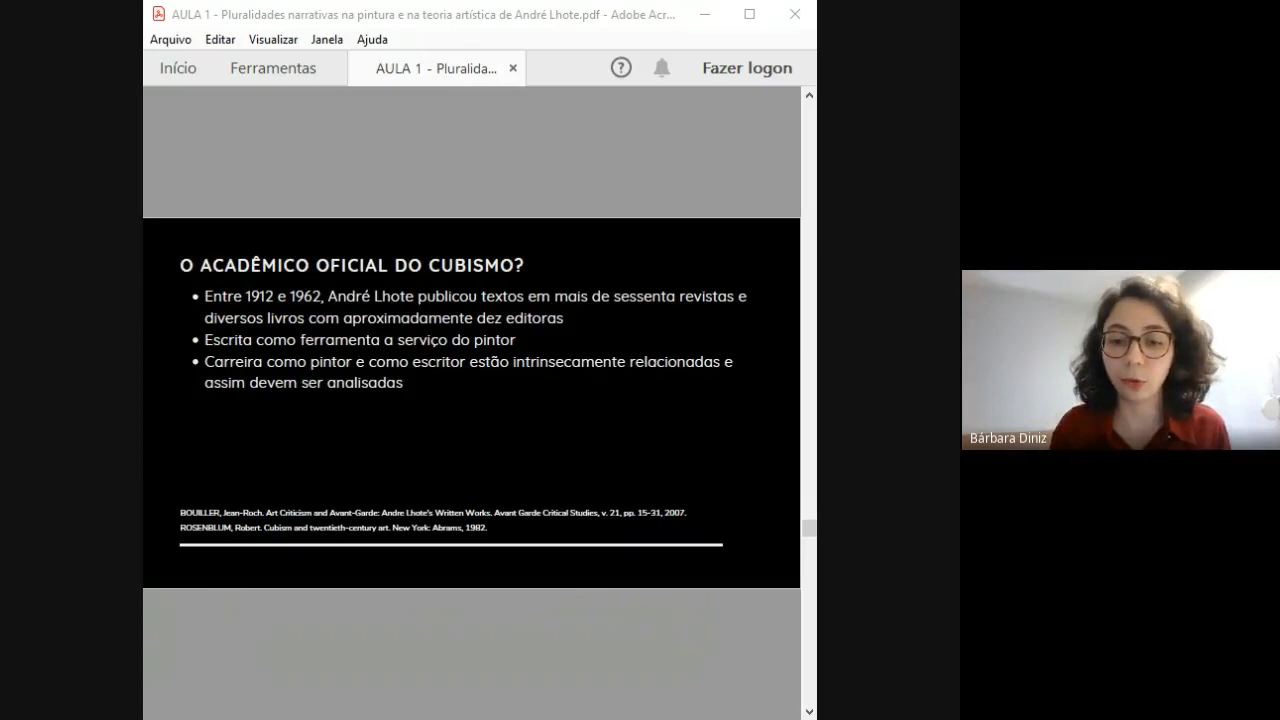 AULA 1 - Pluralidades narrativas na pintura e na teoria artística de André Lhote.pdf - Adobe Acr...
Arquivo Editar Visualizar Janela Ajuda
Início Ferramentas AULA 1 - Pluralida... × ? Fazer logon
O ACADÊMICO OFICIAL DO CUBISMO?
• Entre 1912 e 1962, André Lhote publicou textos em mais de sessenta revistas e
diversos livros com aproximadamente dez editoras
• Escrita como ferramenta a serviço do pintor
• Carreira como pintor e como escritor estão intrinsecamente relacionadas e
assim devem ser analisadas
Bárbara Diniz
BOUILLER, Jean-Roch. Art Criticism and Avant-Garde: Andre Lhote's Written Works. Avant Garde Critical Studies, v. 21, pp. 15-31, 2007.
ROSENBLUM, Robert. Cubism and twentieth-century art. New York: Abrams, 1982.